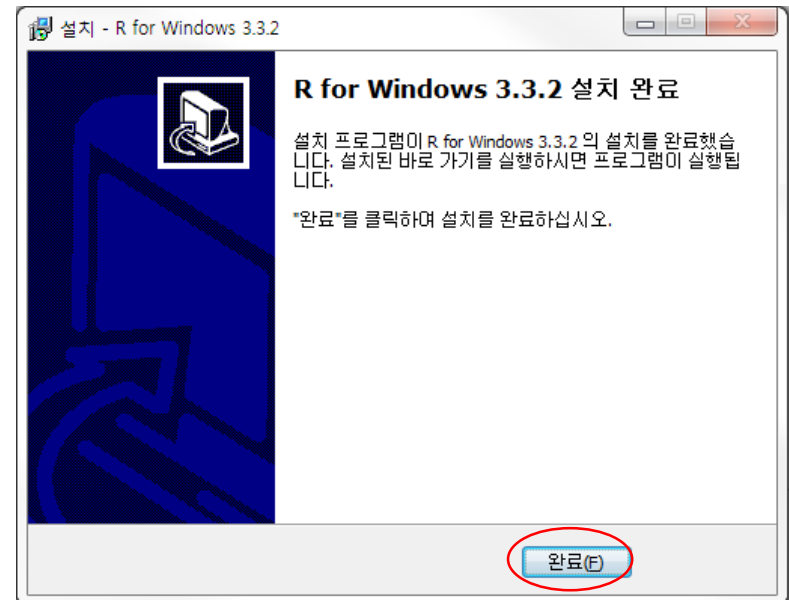 설치 - R for Windows 3.3.2
R for Windows 3.3.2 설치 완료
설치 프로그램이 R for Windows 3.3.2 의 설치를 완료했습
니다. 설치된 바로 가기를 실행하시면 프로그램이 실행됩
니다.
"완료"를 클릭하여 설치를 완료하십시오.
완료(F)